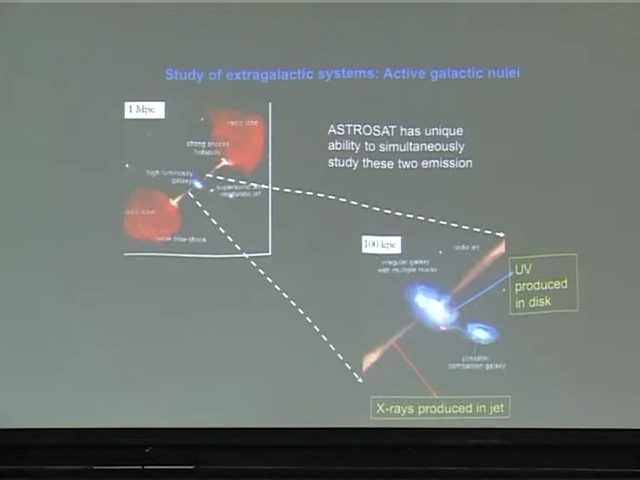 Study of extragalactic systems: Active galactic nulei
1 Mpc
radio lobe
strong shocks
hotspots
high luminosity
galaxy
supersonic and
relativistic jet
radio lobe
ASTROSAT has unique
ability to simultaneously
study these two emission
100 kpc
radio jet
irregular galaxy
with multiple nuclei
UV
produced
in disk
possible
companion galaxy
X-rays produced in jet